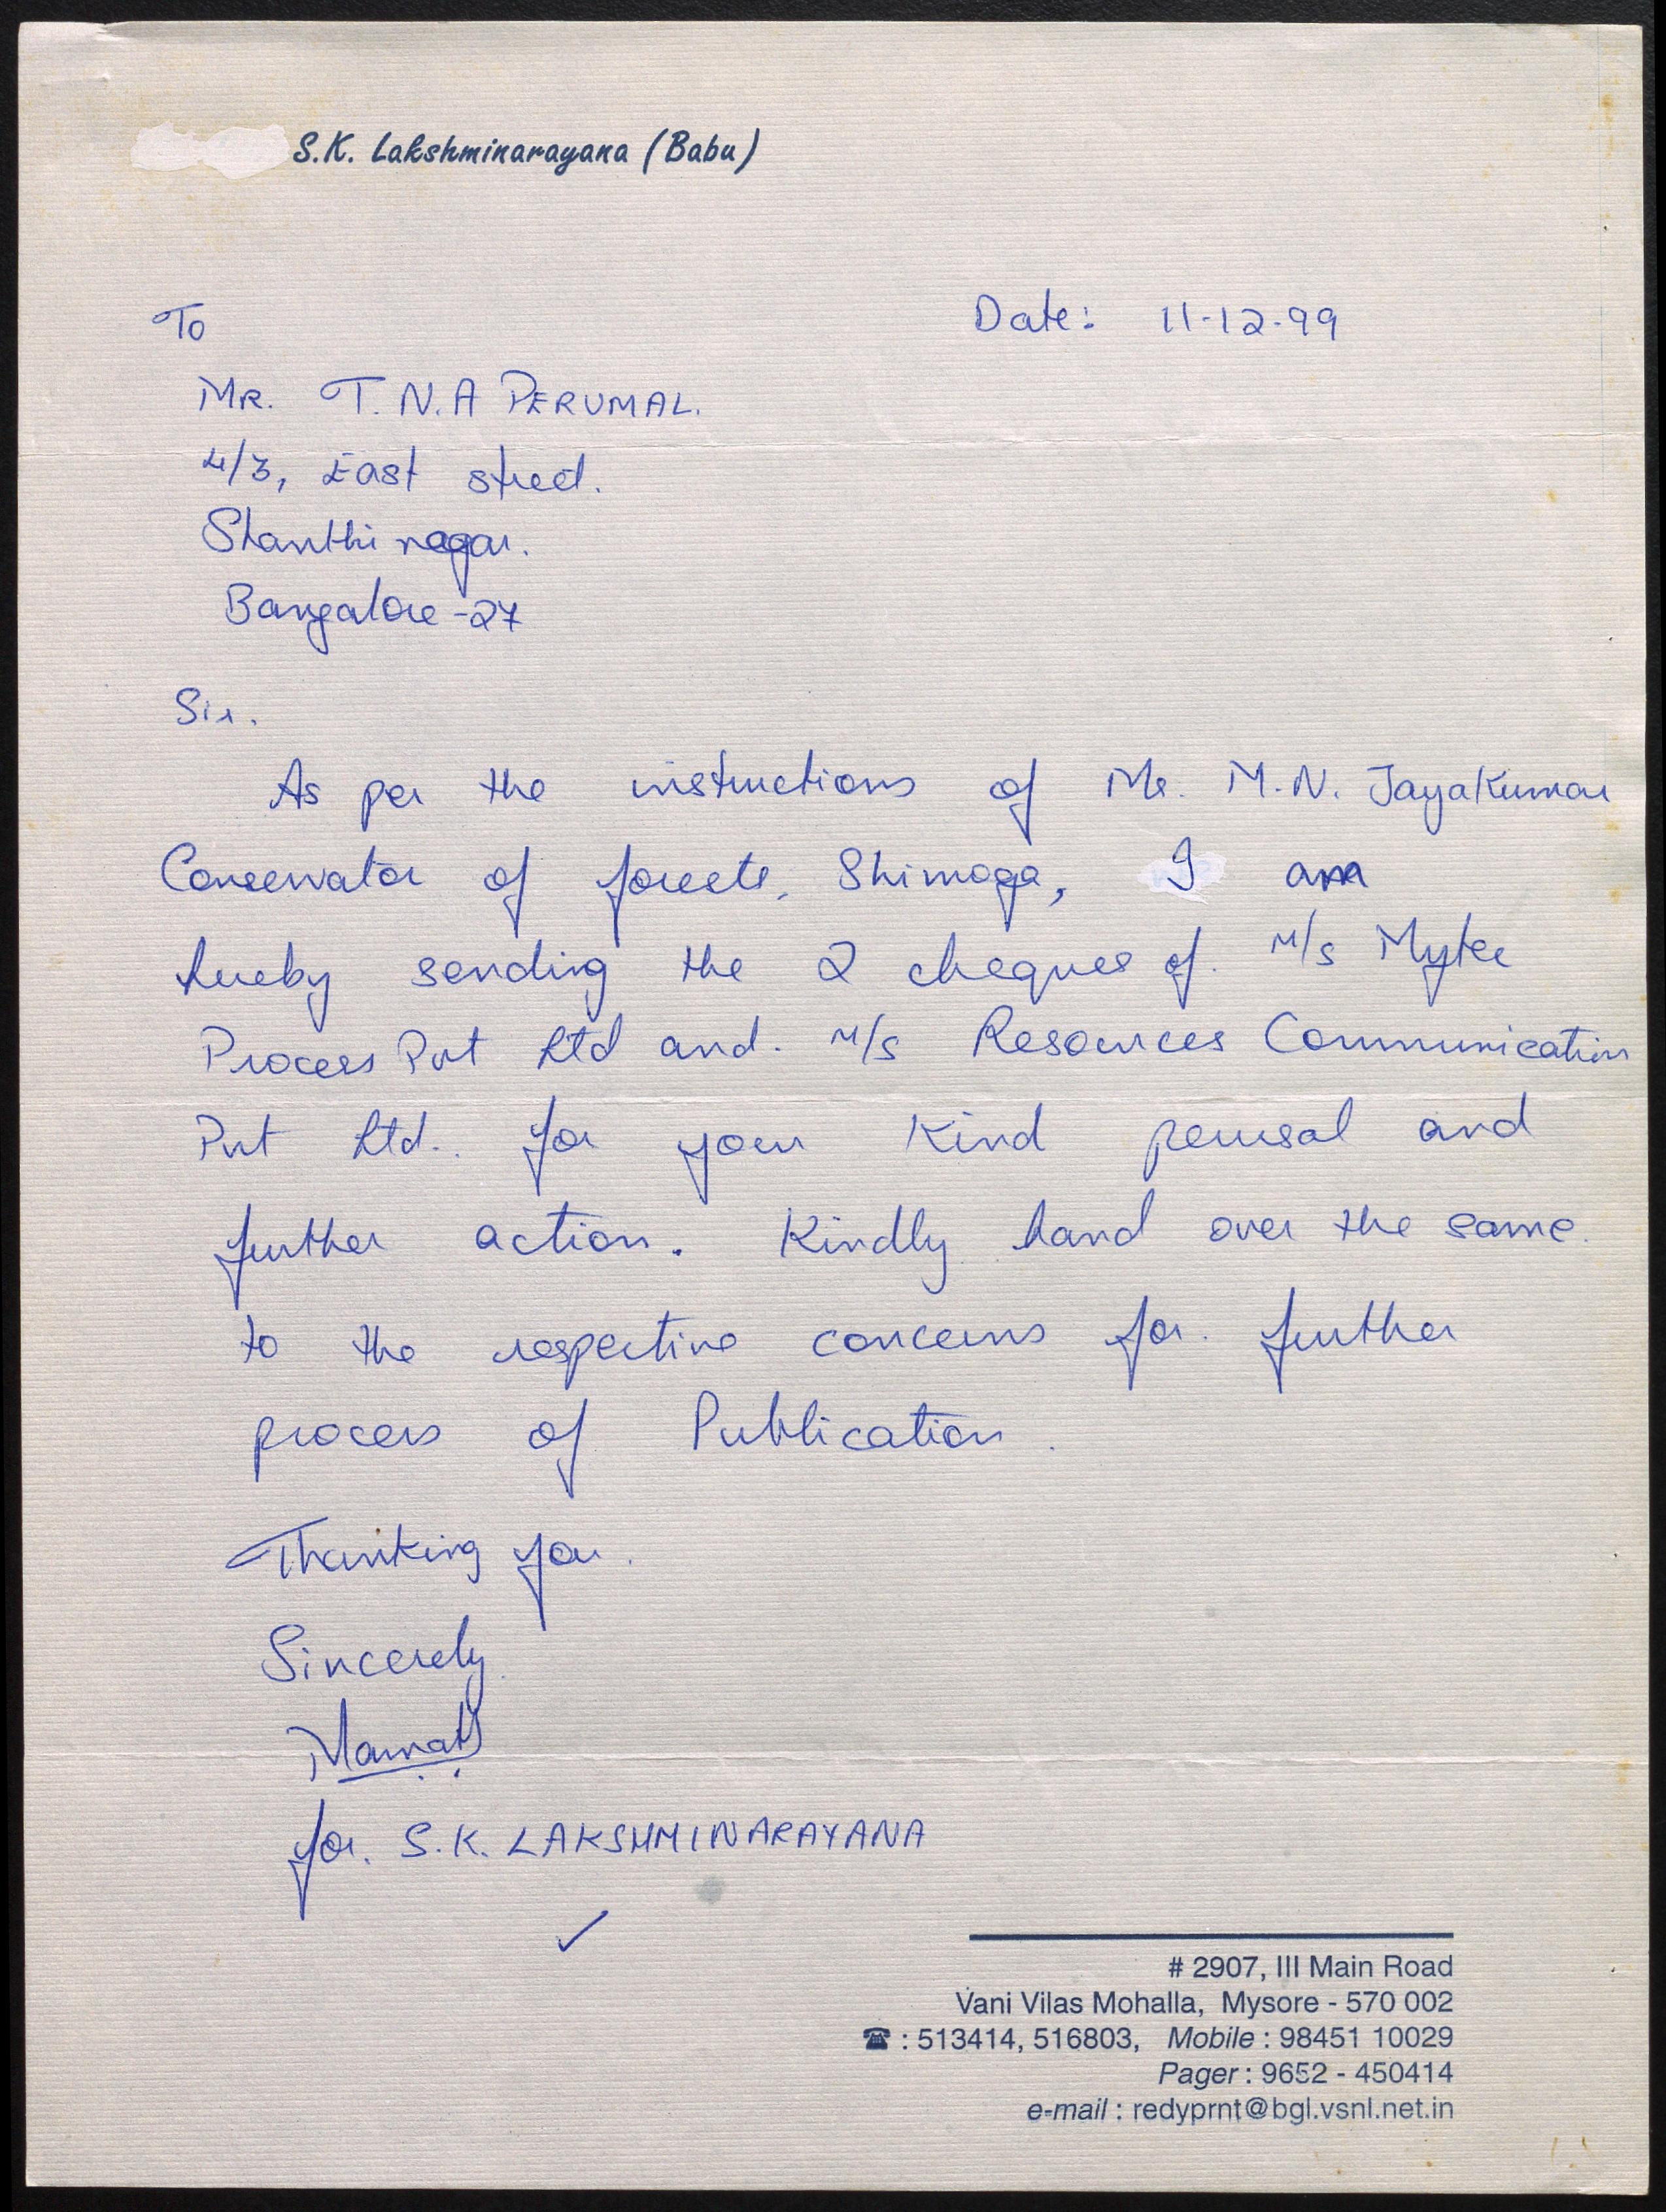 S.K. Lakshminarayana (Babu)
To
Date: 11-12-99
MR. T.N.A PERUMAL.
4/3, East street.
Shanthi nagar.
Bangalore-27
Sir.
As per the instructions of Mr. M.N. Jayakumar
Conservator of forests, Shimoga, I am
hereby sending the 2 cheques of M/s Mytec
Process Pvt Ltd and. M/s Resources Communication
Pvt Ltd.. for your kind perusal and
further action. Kindly hand over the same.
to the respective concerns for. further
process of Publication.
Thanking you.
Sincerely
for. S.K. LAKSHMINARAYANA
# 2907, III Main Road
Vani Vilas Mohalla, Mysore - 570 002
☎ : 513414, 516803, Mobile : 98451 10029
Pager : 9652 - 450414
e-mail : redyprnt@bgl.vsnl.net.in